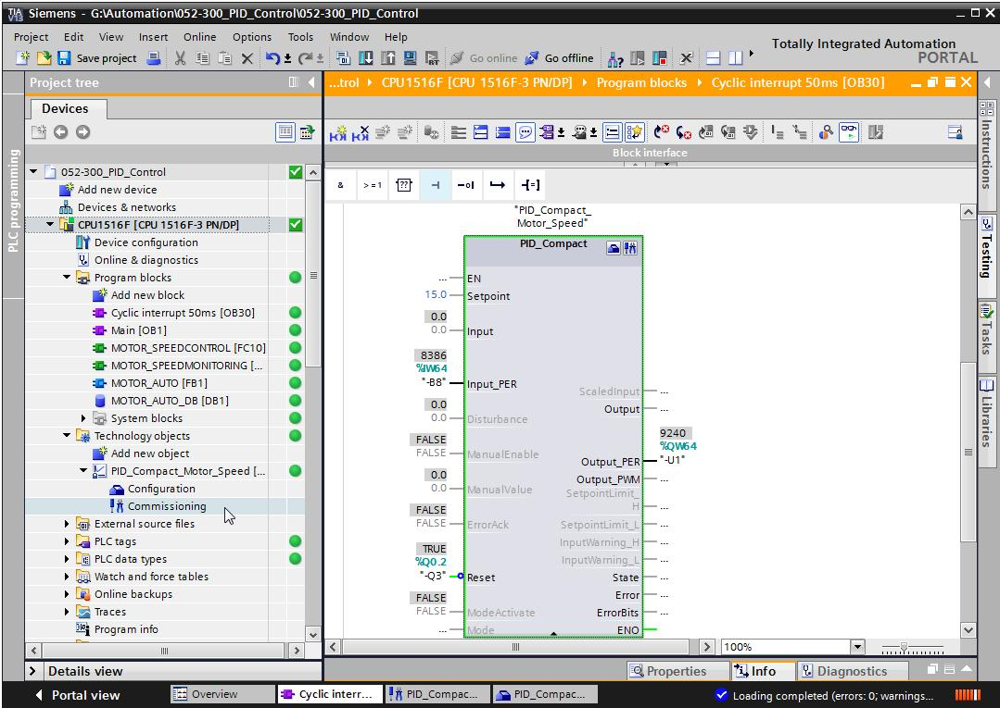 TIA V13 Siemens - G:\Automation\052-300_PID_Control\052-300_PID_Control
Project Edit View Insert Online Options Tools Window Help
Totally Integrated Automation
PORTAL
Save project Go online Go offline
Project tree
...trol CPU1516F [CPU 1516F-3 PN/DP] Program blocks Cyclic interrupt 50ms [OB30]
Devices
Block interface
PLC programming
052-300_PID_Control
Add new device
Devices & networks
CPU1516F [CPU 1516F-3 PN/DP]
Device configuration
Online & diagnostics
Program blocks
Add new block
Cyclic interrupt 50ms [OB30]
Main [OB1]
MOTOR_SPEEDCONTROL [FC10]
MOTOR_SPEEDMONITORING [...
MOTOR_AUTO [FB1]
MOTOR_AUTO_DB [DB1]
System blocks
Technology objects
Add new object
PID_Compact_Motor_Speed [...
Configuration
Commissioning
External source files
PLC tags
PLC data types
Watch and force tables
Online backups
Traces
Program info
Details view
& >=1 ?? -| -o| [=]
"PID_Compact_
Motor_Speed"
PID_Compact
... EN
15.0 Setpoint
0.0
0.0 Input
8386
%IW64
"-B8" Input_PER
0.0
0.0 Disturbance
FALSE
FALSE ManualEnable
0.0
0.0 ManualValue
FALSE
FALSE ErrorAck
TRUE
%Q0.2
"-Q3" Reset
FALSE
FALSE ModeActivate
... Mode
ScaledInput ...
Output ...
9240
%QW64
Output_PER "-U1"
Output_PWM ...
SetpointLimit_
H ...
SetpointLimit_L ...
InputWarning_H ...
InputWarning_L ...
State ...
Error ...
ErrorBits ...
ENO
100%
Properties Info Diagnostics
Instructions
Testing
Tasks
Libraries
Portal view Overview Cyclic interr... PID_Compac... PID_Compac... Loading completed (errors: 0; warnings...